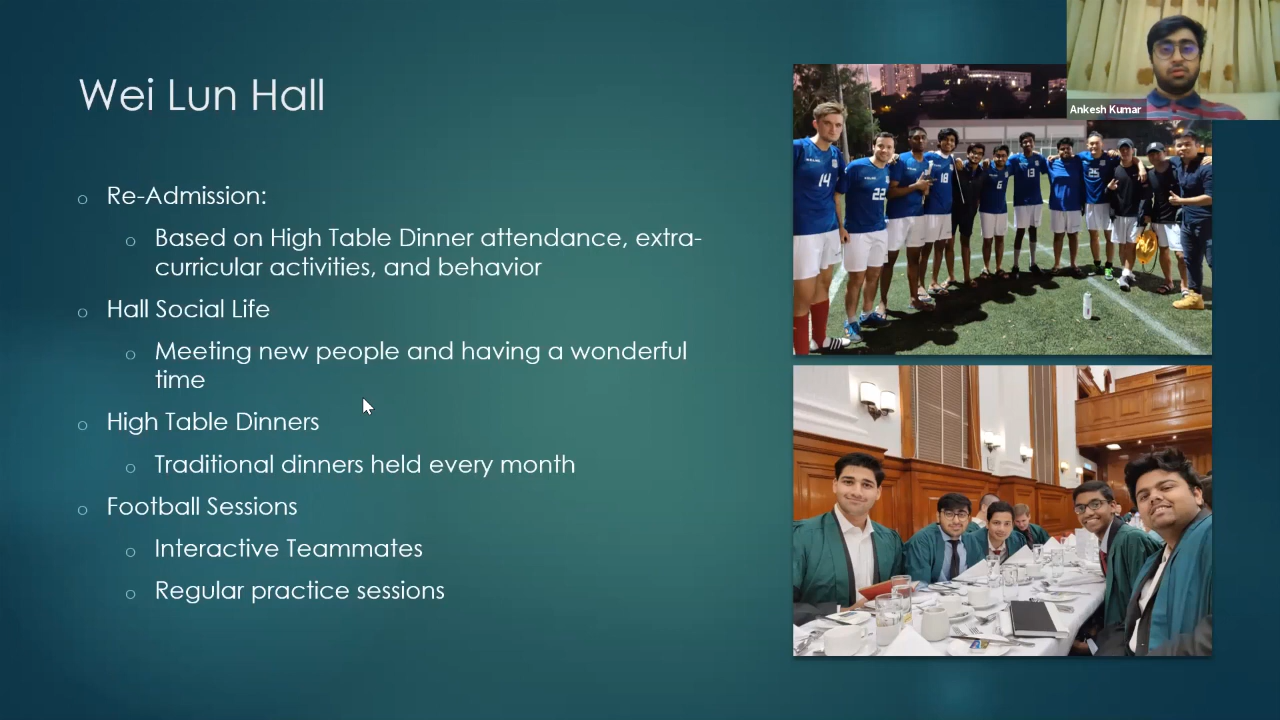 Wei Lun Hall
Re-Admission:
Based on High Table Dinner attendance, extra-
curricular activities, and behavior
Hall Social Life
Meeting new people and having a wonderful
time
High Table Dinners
Traditional dinners held every month
Football Sessions
Interactive Teammates
Regular practice sessions
Ankesh Kumar
14
22
18
6
13
25